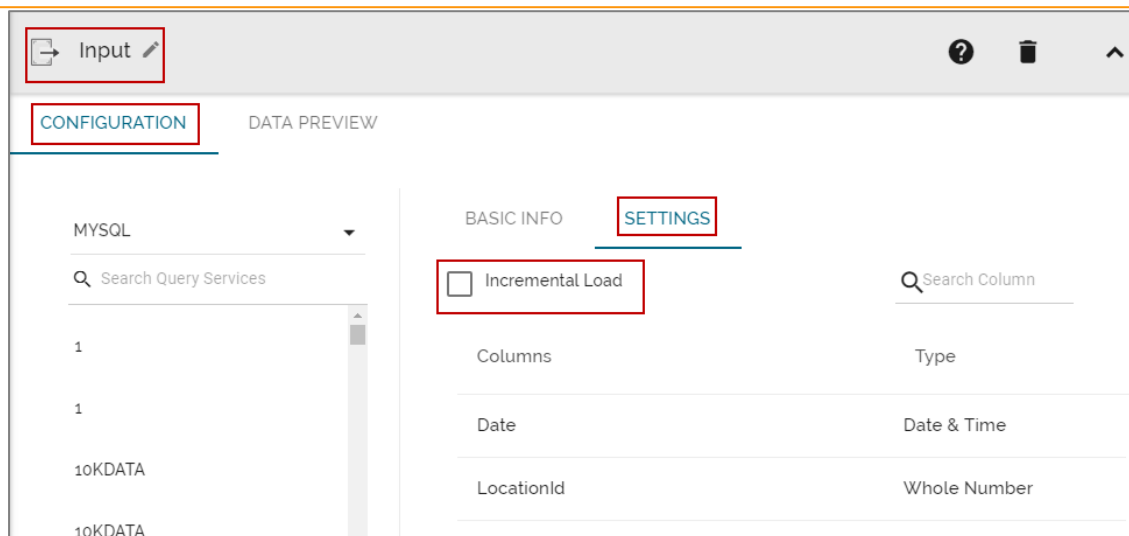 Input
CONFIGURATION DATA PREVIEW
MYSQL
Search Query Services
1
1
10KDATA
10KDATA
BASIC INFO SETTINGS
Incremental Load Search Column
Columns Type
Date Date & Time
LocationId Whole Number